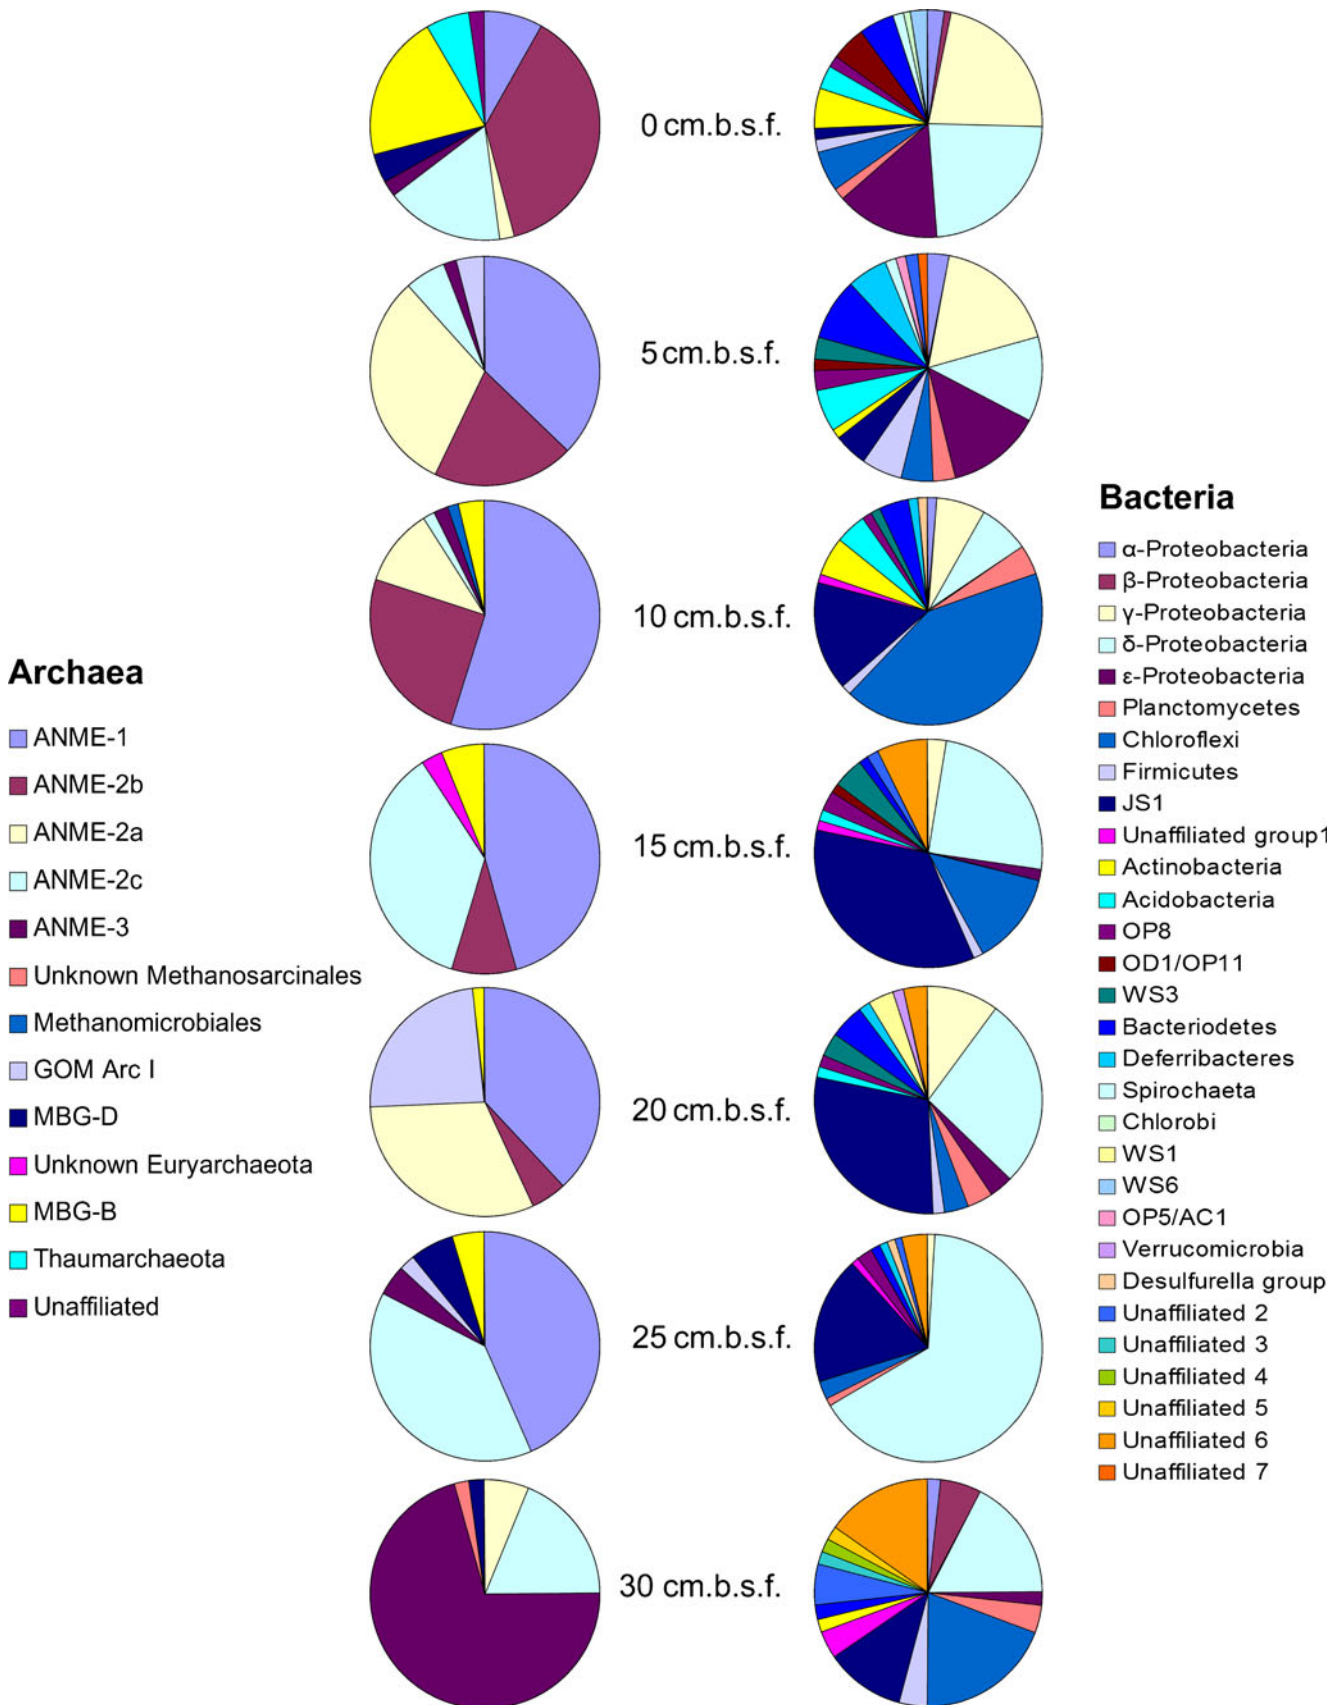 0 cm.b.s.f.
5 cm.b.s.f.
10 cm.b.s.f.
15 cm.b.s.f.
20 cm.b.s.f.
25 cm.b.s.f.
30 cm.b.s.f.
Archaea
ANME-1
ANME-2b
ANME-2a
ANME-2c
ANME-3
Unknown Methanosarcinales
Methanomicrobiales
GOM Arc I
MBG-D
Unknown Euryarchaeota
MBG-B
Thaumarchaeota
Unaffiliated
Bacteria
α-Proteobacteria
β-Proteobacteria
γ-Proteobacteria
δ-Proteobacteria
ε-Proteobacteria
Planctomycetes
Chloroflexi
Firmicutes
JS1
Unaffiliated group1
Actinobacteria
Acidobacteria
OP8
OD1/OP11
WS3
Bacteriodetes
Deferribacteres
Spirochaeta
Chlorobi
WS1
WS6
OP5/AC1
Verrucomicrobia
Desulfurella group
Unaffiliated 2
Unaffiliated 3
Unaffiliated 4
Unaffiliated 5
Unaffiliated 6
Unaffiliated 7